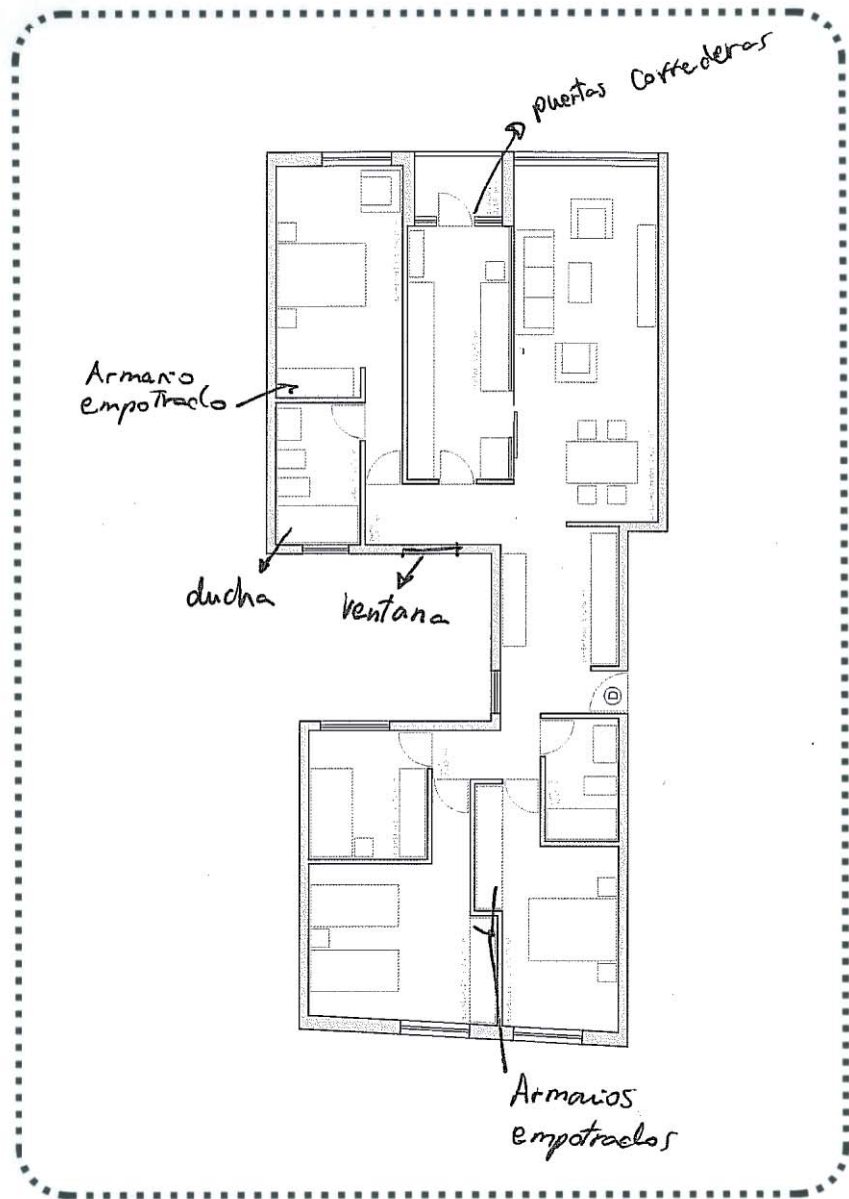 puertas correderas
Armario
empotrado
ducha
ventana
D
Armarios
empotrados